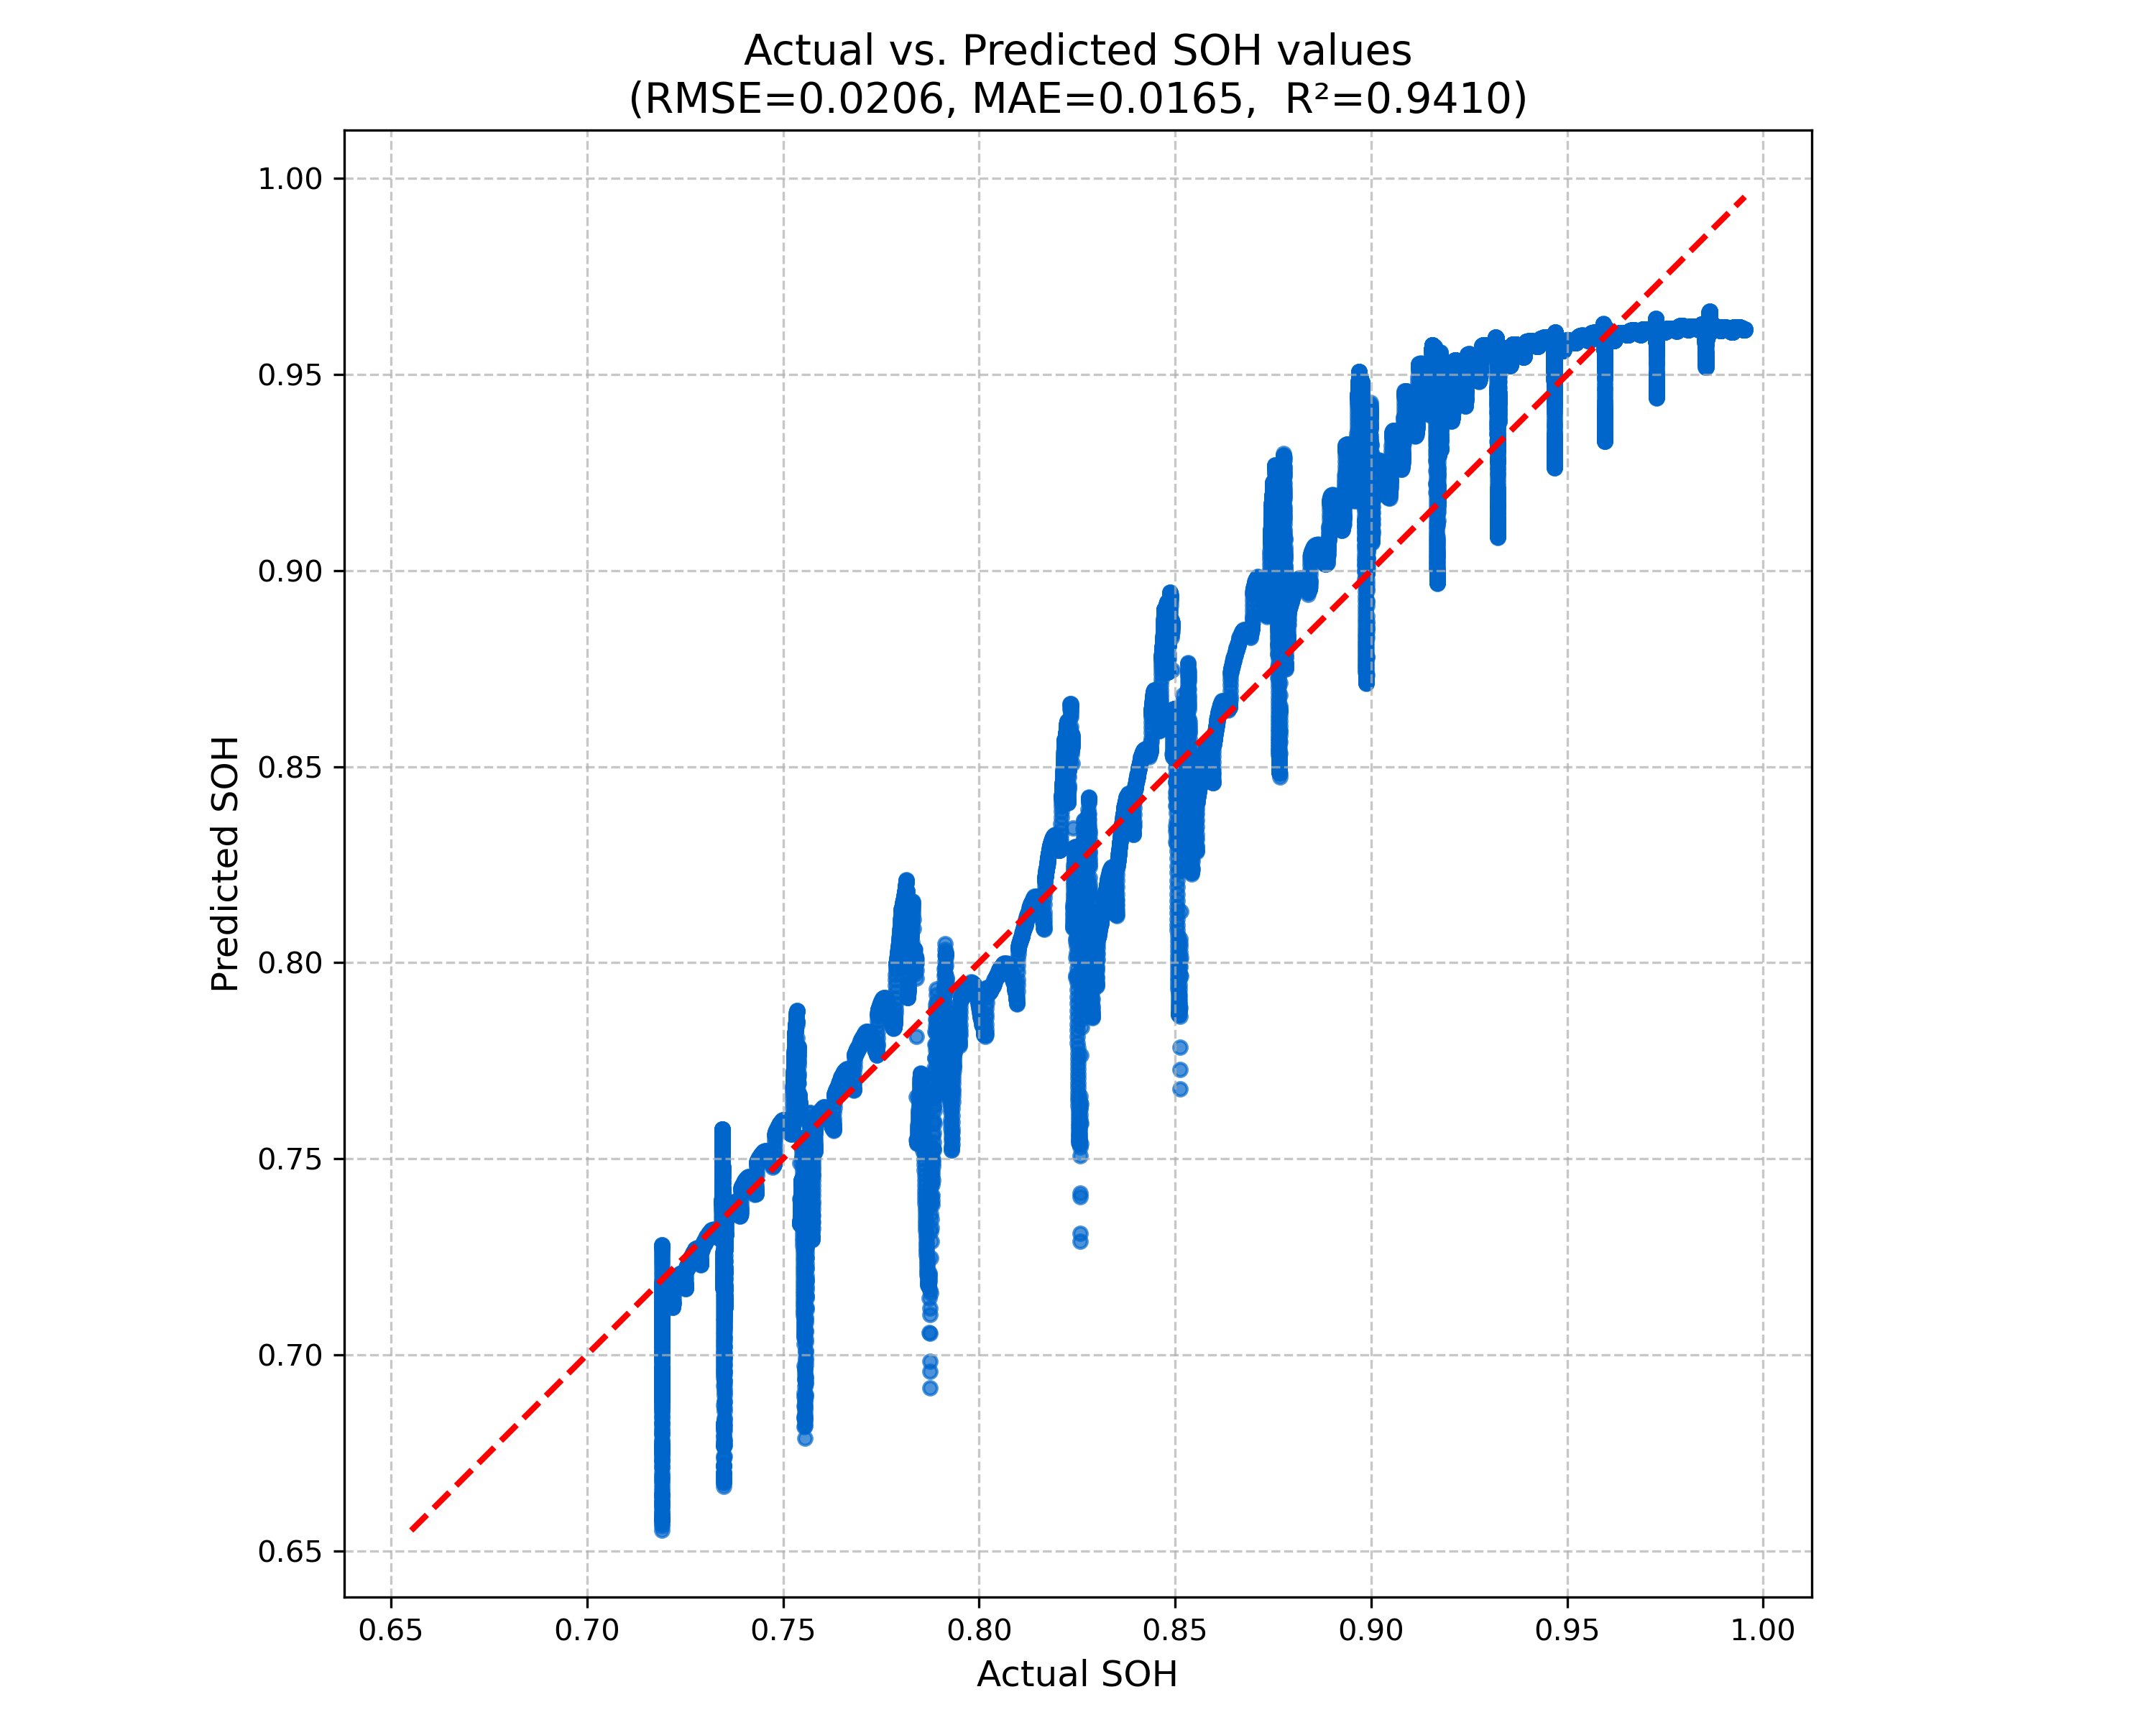 Actual vs. Predicted SOH values
(RMSE=0.0206, MAE=0.0165,  R²=0.9410)
1.00
0.95
0.90
0.85
0.80
0.75
0.70
0.65
Predicted SOH
0.65 0.70 0.75 0.80 0.85 0.90 0.95 1.00
Actual SOH